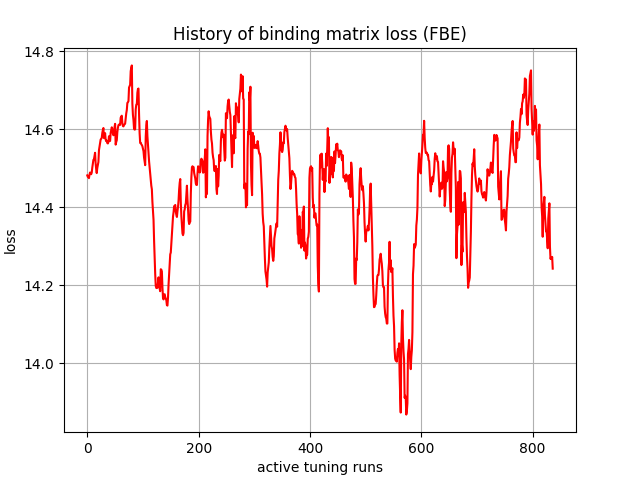 History of binding matrix loss (FBE)
14.8
14.6
14.4
14.2
14.0
loss
0 200 400 600 800
active tuning runs